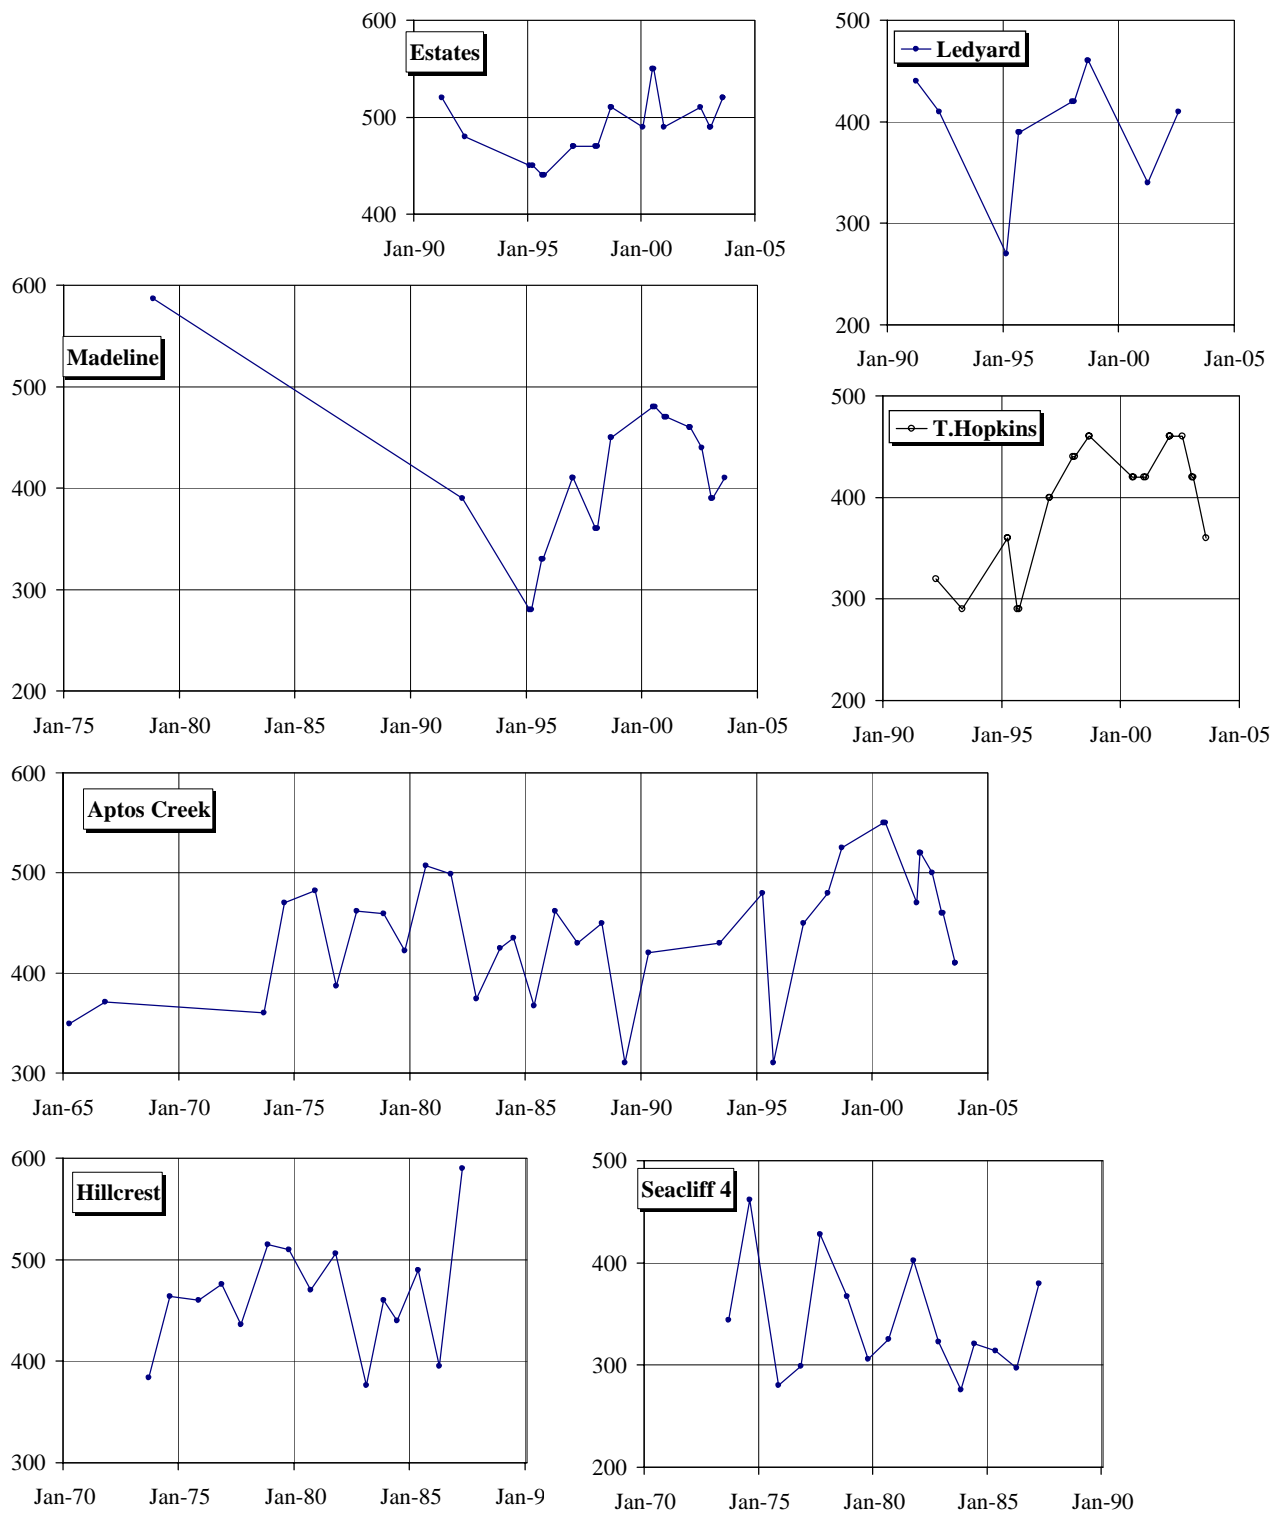 600
Estates
500
400
Jan-90 Jan-95 Jan-00 Jan-05
500
Ledyard
400
300
200
Jan-90 Jan-95 Jan-00 Jan-05
600
Madeline
500
400
300
200
Jan-75 Jan-80 Jan-85 Jan-90 Jan-95 Jan-00 Jan-05
500
T.Hopkins
400
300
200
Jan-90 Jan-95 Jan-00 Jan-05
600
Aptos Creek
500
400
300
Jan-65 Jan-70 Jan-75 Jan-80 Jan-85 Jan-90 Jan-95 Jan-00 Jan-05
600
Hillcrest
500
400
300
Jan-70 Jan-75 Jan-80 Jan-85 Jan-9
500
Seacliff 4
400
300
200
Jan-70 Jan-75 Jan-80 Jan-85 Jan-90